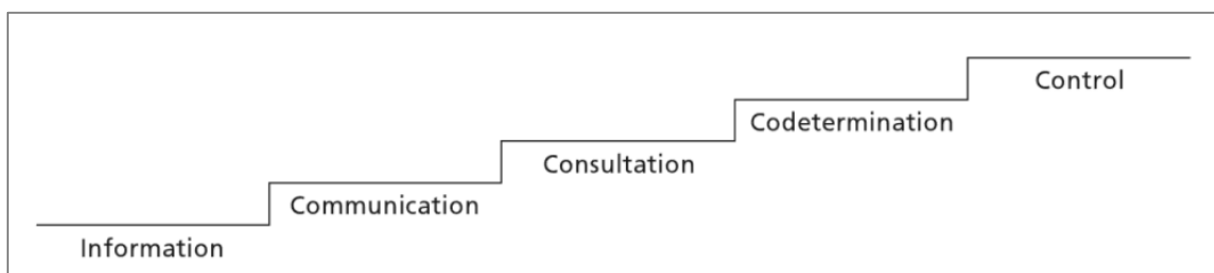 Control
Codetermination
Consultation
Communication
Information